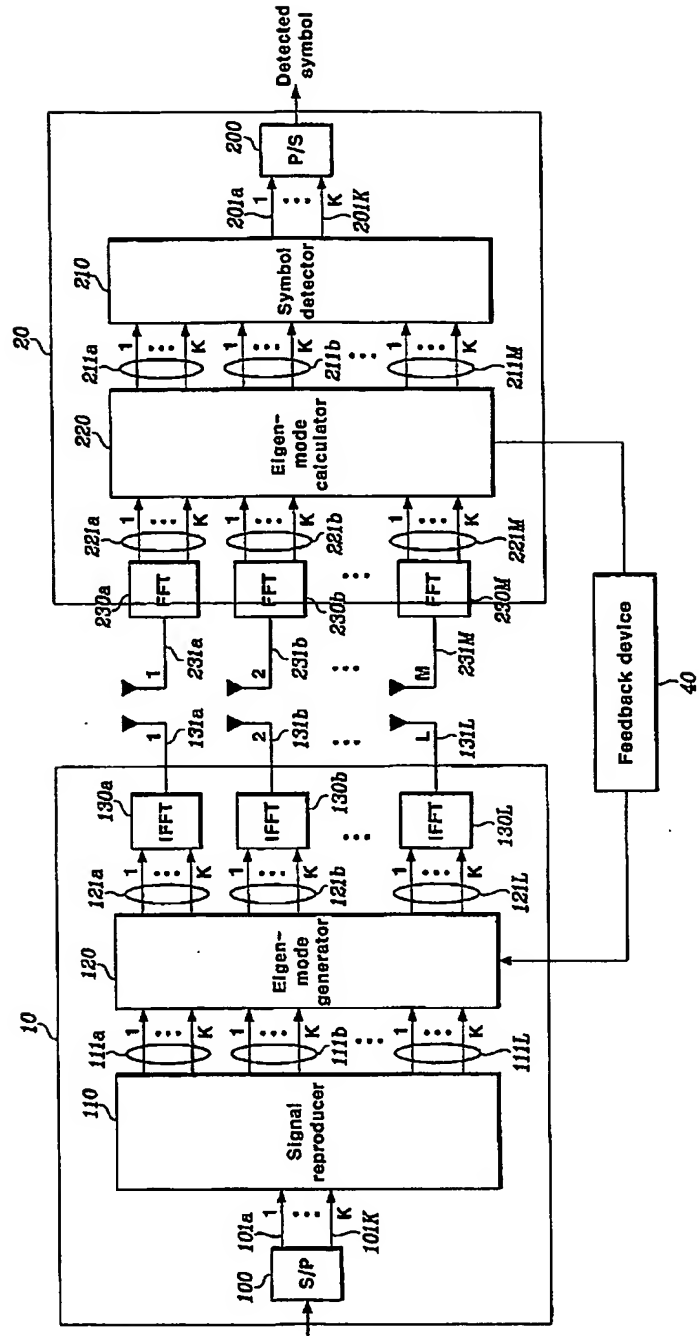 10
100
S/P
101a
1
K
101K
110
Signal
reproducer
111a
1
K
1
K
111b
1
K
111L
120
Eigen-
mode
generator
121a
1
K
1
K
121b
1
K
121L
130a
IFFT
IFFT
130b
IFFT
130L
1
131a
2
131b
L
131L
20
1
231a
2
231b
M
231M
230a
FFT
FFT
230b
FFT
230M
221a
1
K
1
K
221b
1
K
221M
220
Eigen-
mode
calculator
211a
1
K
1
K
211b
1
K
211M
210
Symbol
detector
201a
1
K
201K
200
P/S
Detected
symbol
Feedback device
40